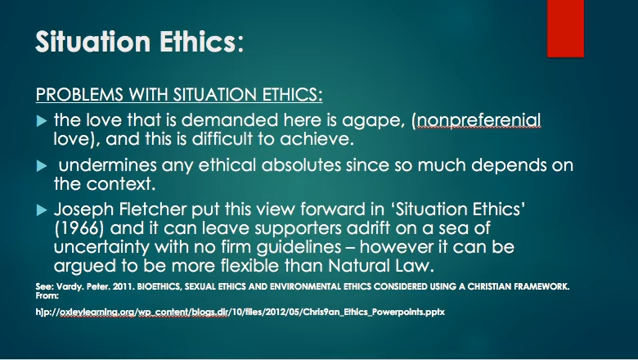 Situation Ethics:
PROBLEMS WITH SITUATION ETHICS:
the love that is demanded here is agape, (nonpreferenial
love), and this is difficult to achieve.
undermines any ethical absolutes since so much depends on
the context.
Joseph Fletcher put this view forward in ‘Situation Ethics’
(1966) and it can leave supporters adrift on a sea of
uncertainty with no firm guidelines – however it can be
argued to be more flexible than Natural Law.
See: Vardy. Peter. 2011. BIOETHICS, SEXUAL ETHICS AND ENVIRONMENTAL ETHICS CONSIDERED USING A CHRISTIAN FRAMEWORK.
From:
h]p://oxleylearning.org/wp_content/blogs.dir/10/files/2012/05/Chris9an_Ethics_Powerpoints.pptx